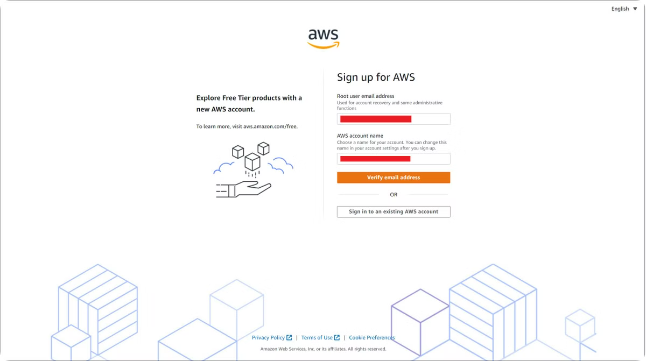 English
aws
Explore Free Tier products with a
new AWS account.
To learn more, visit aws.amazon.com/free.
Sign up for AWS
Root user email address
Used for account recovery and some administrative
functions
AWS account name
Choose a name for your account. You can change this
name in your account settings after you sign up.
Verify email address
OR
Sign in to an existing AWS account
Privacy Policy | Terms of Use | Cookie Preferences
Amazon Web Services, Inc. or its affiliates. All rights reserved.